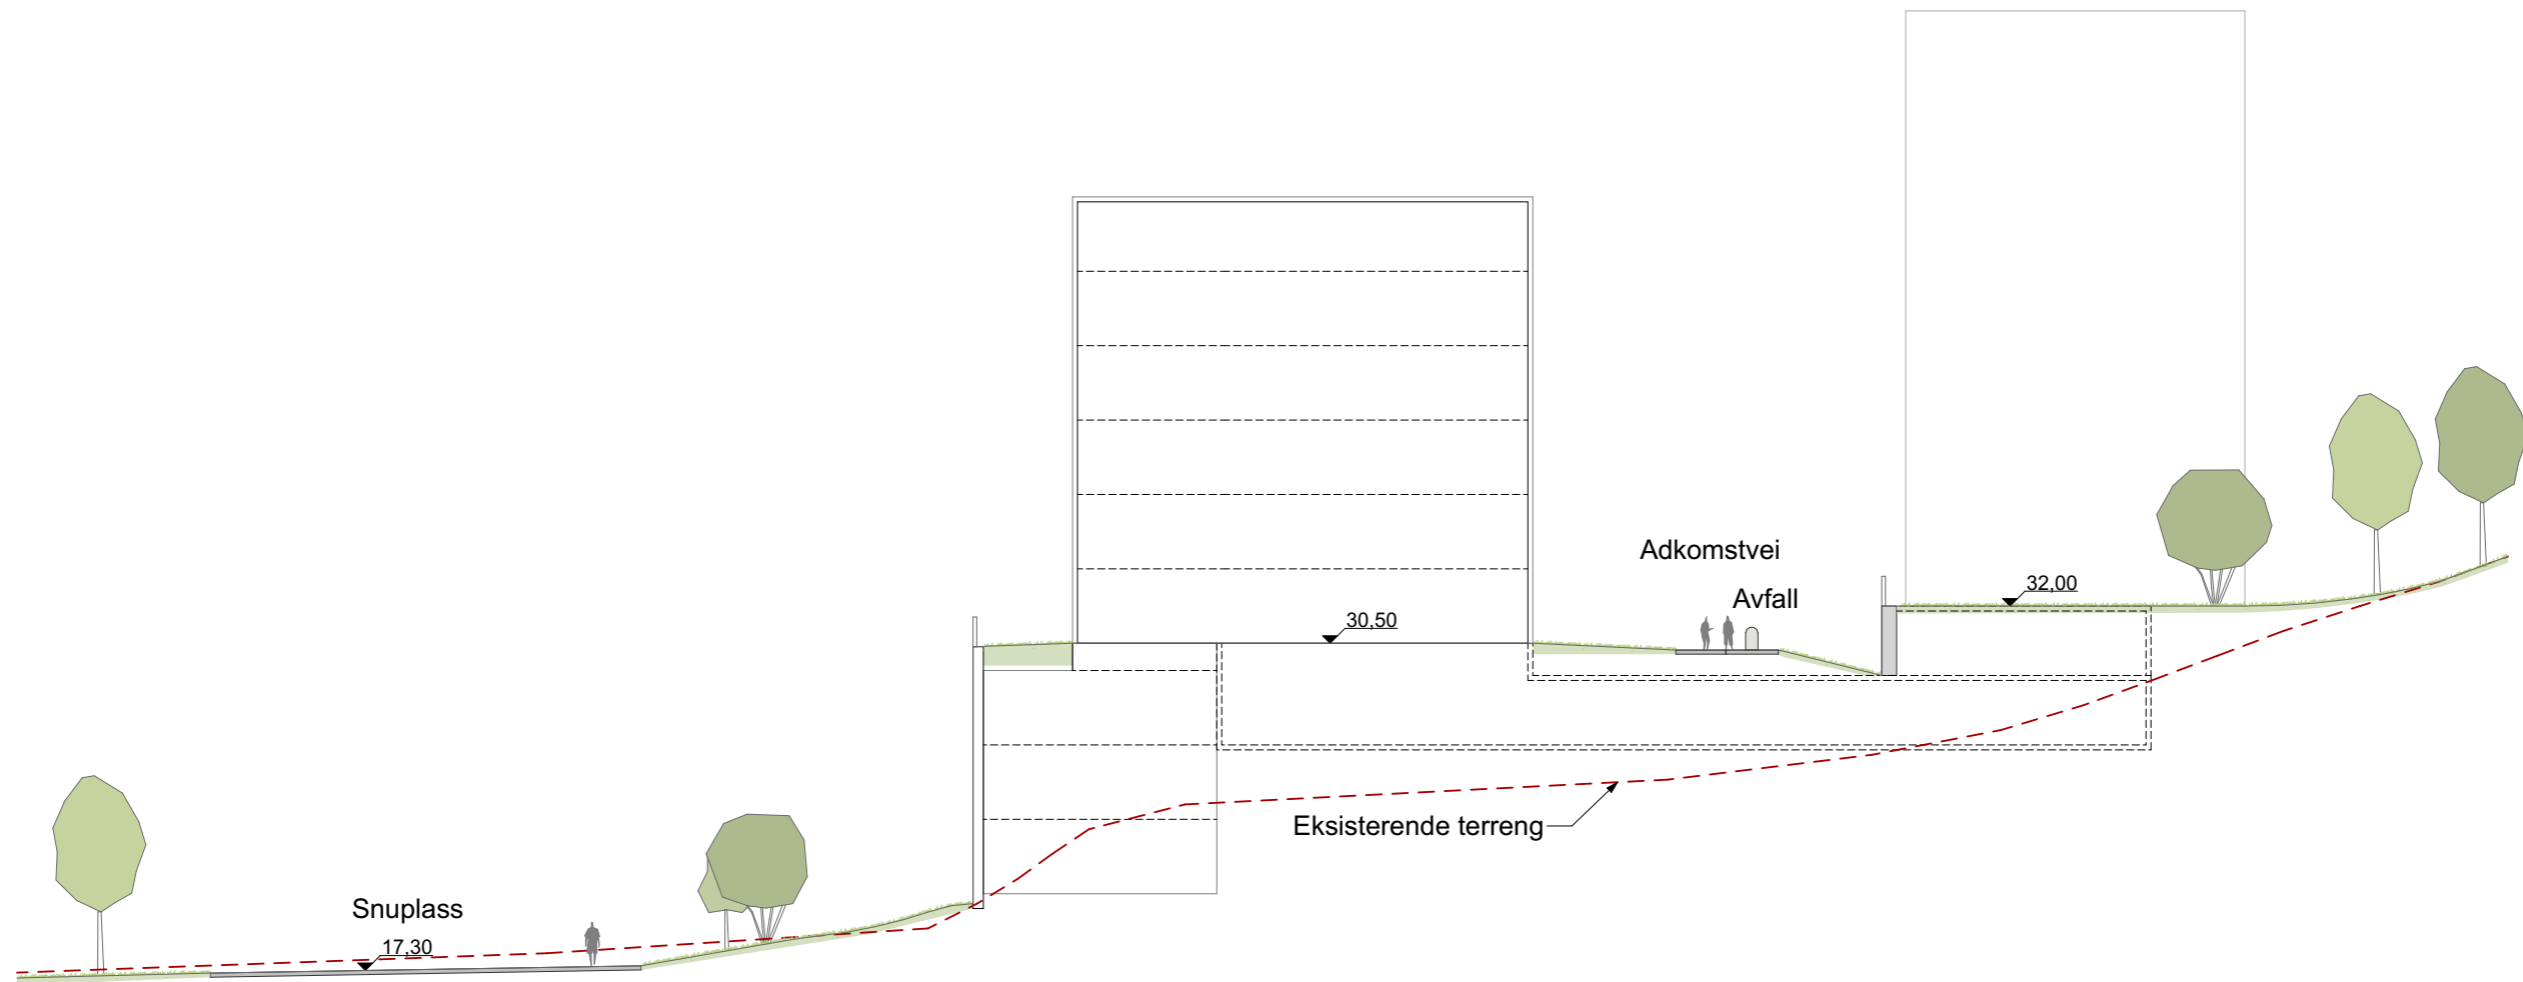 Adkomstvei
Avfall
32,00
30,50
Eksisterende terreng
Snuplass
17,30